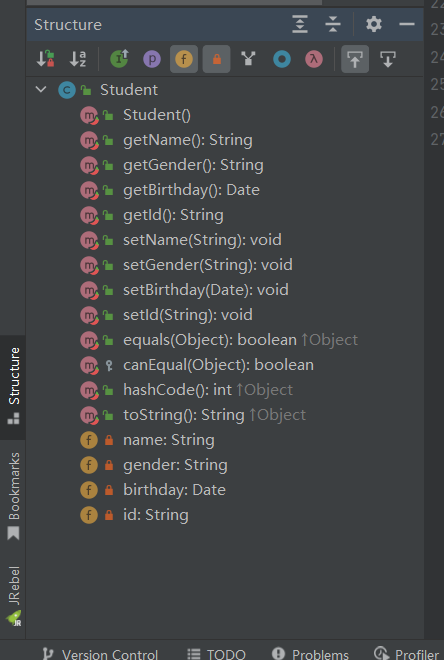 Structure
Student
Student()
getName(): String
getGender(): String
getBirthday(): Date
getId(): String
setName(String): void
setGender(String): void
setBirthday(Date): void
setId(String): void
equals(Object): boolean ↑Object
canEqual(Object): boolean
hashCode(): int ↑Object
toString(): String ↑Object
name: String
gender: String
birthday: Date
id: String
Structure
Bookmarks
JRebel
23
24
25
26
27
Version Control
TODO
Problems
Profiler